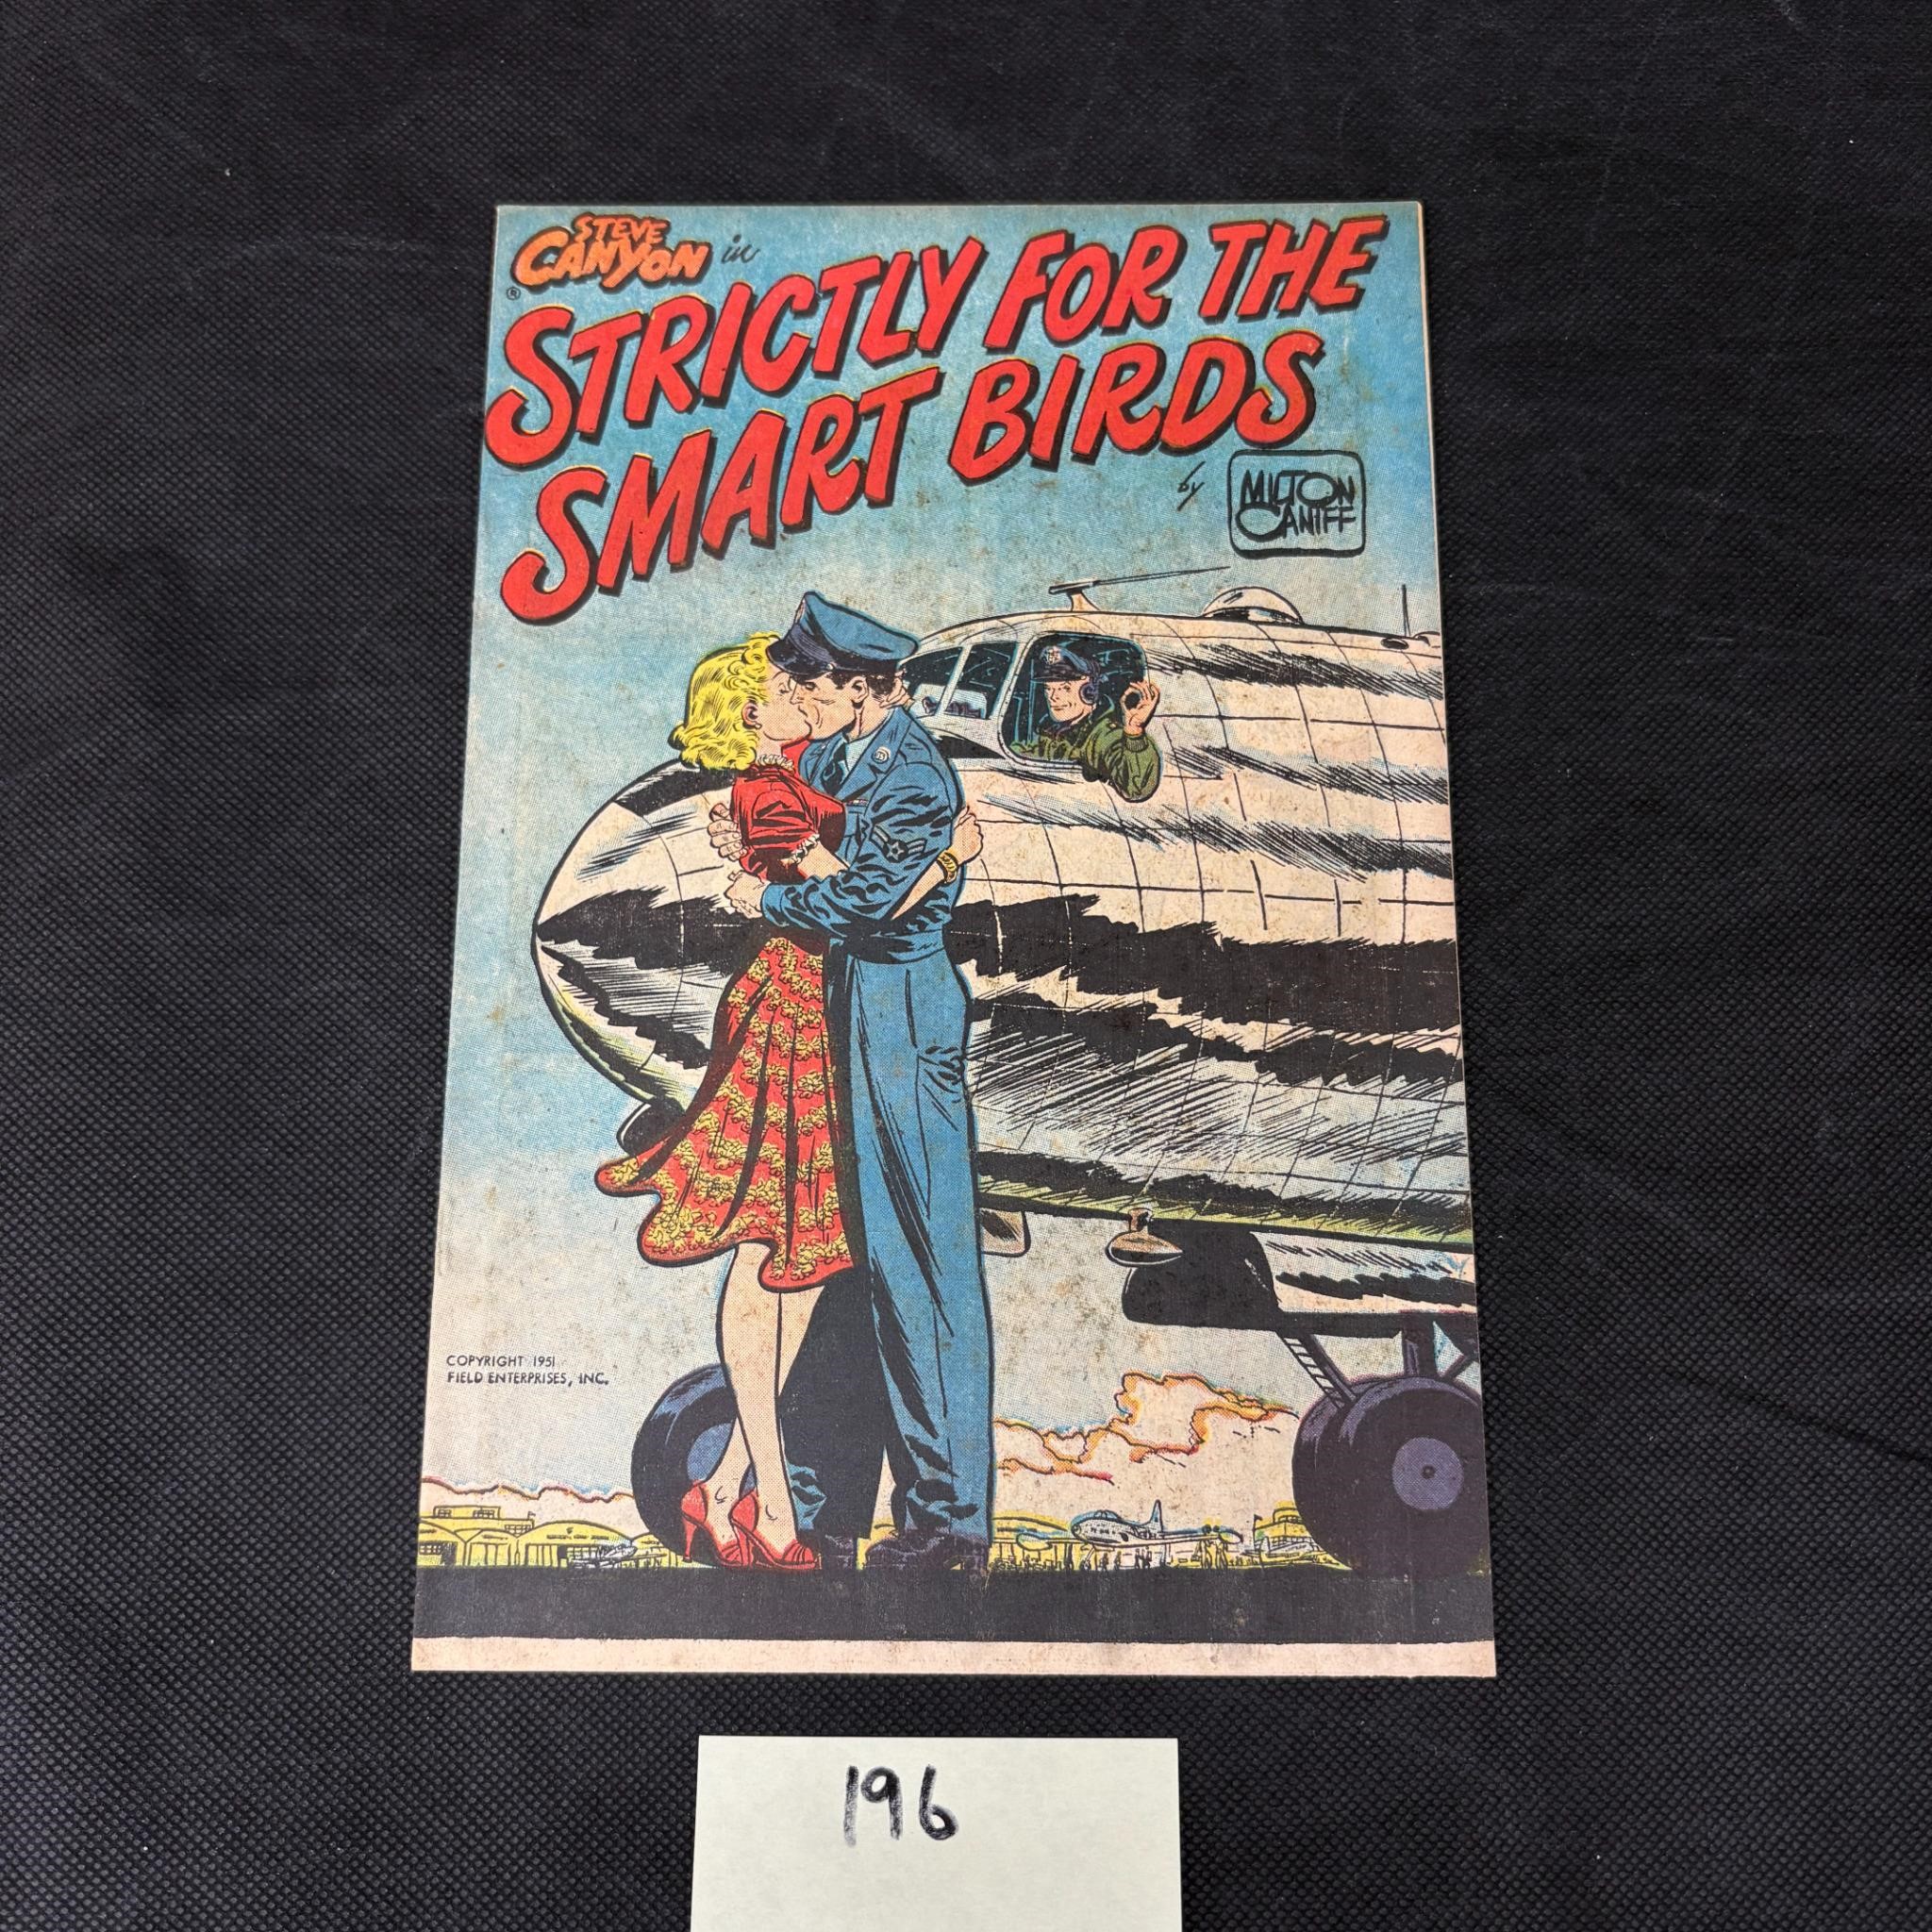 STEVE
CANYON in
®
STRICTLY FOR THE
SMART BIRDS
by MILTON
CANIFF
COPYRIGHT 1951
FIELD ENTERPRISES, INC.
196